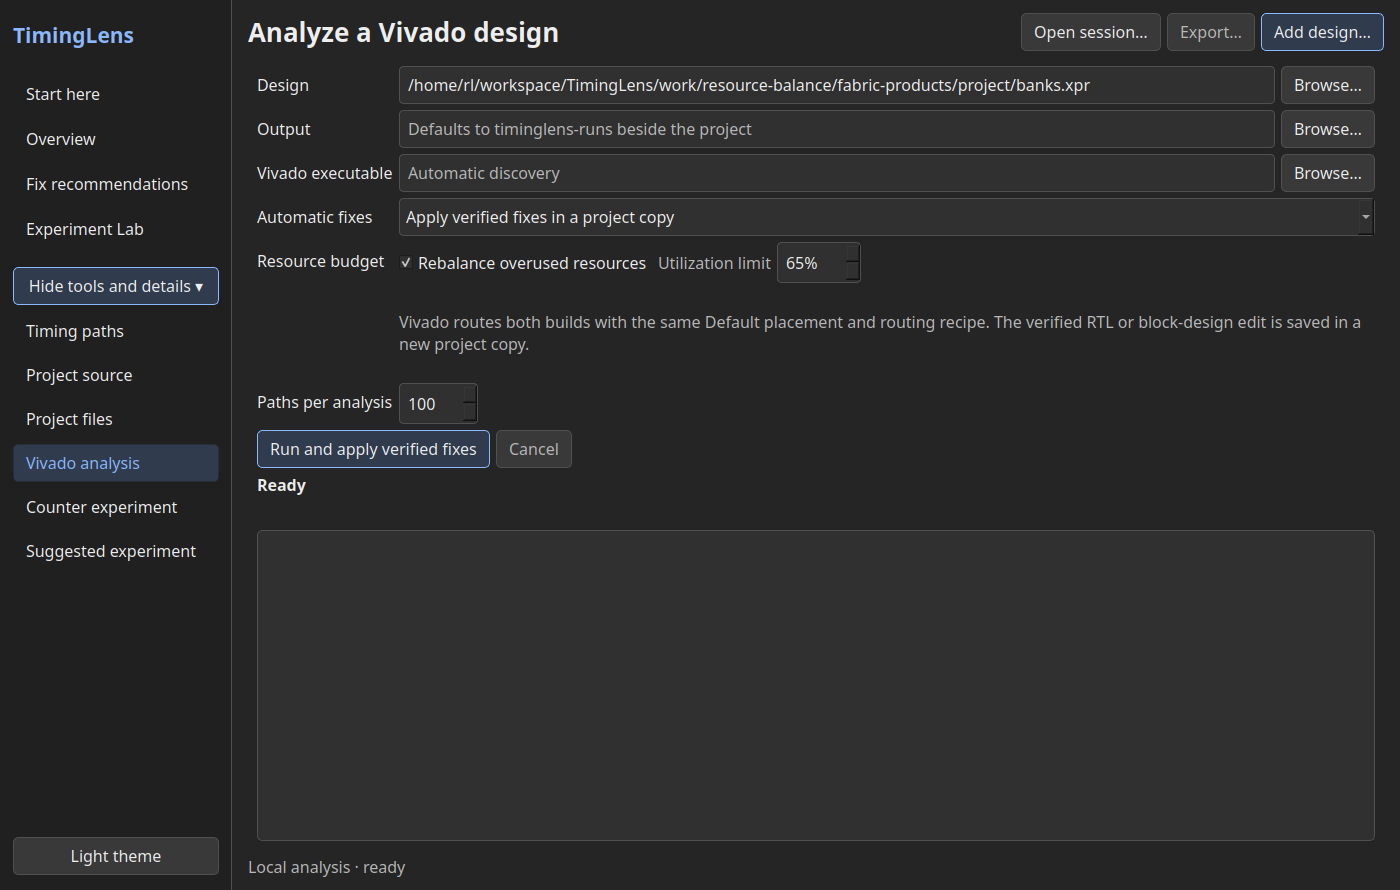 TimingLens
Start here
Overview
Fix recommendations
Experiment Lab
Hide tools and details ▾
Timing paths
Project source
Project files
Vivado analysis
Counter experiment
Suggested experiment
Light theme
Analyze a Vivado design
Open session...
Export...
Add design...
Design
/home/rl/workspace/TimingLens/work/resource-balance/fabric-products/project/banks.xpr
Browse...
Output
Defaults to timinglens-runs beside the project
Browse...
Vivado executable
Automatic discovery
Browse...
Automatic fixes
Apply verified fixes in a project copy
Resource budget
Rebalance overused resources
Utilization limit
65%
Vivado routes both builds with the same Default placement and routing recipe. The verified RTL or block-design edit is saved in a
new project copy.
Paths per analysis
100
Run and apply verified fixes
Cancel
Ready
Local analysis · ready